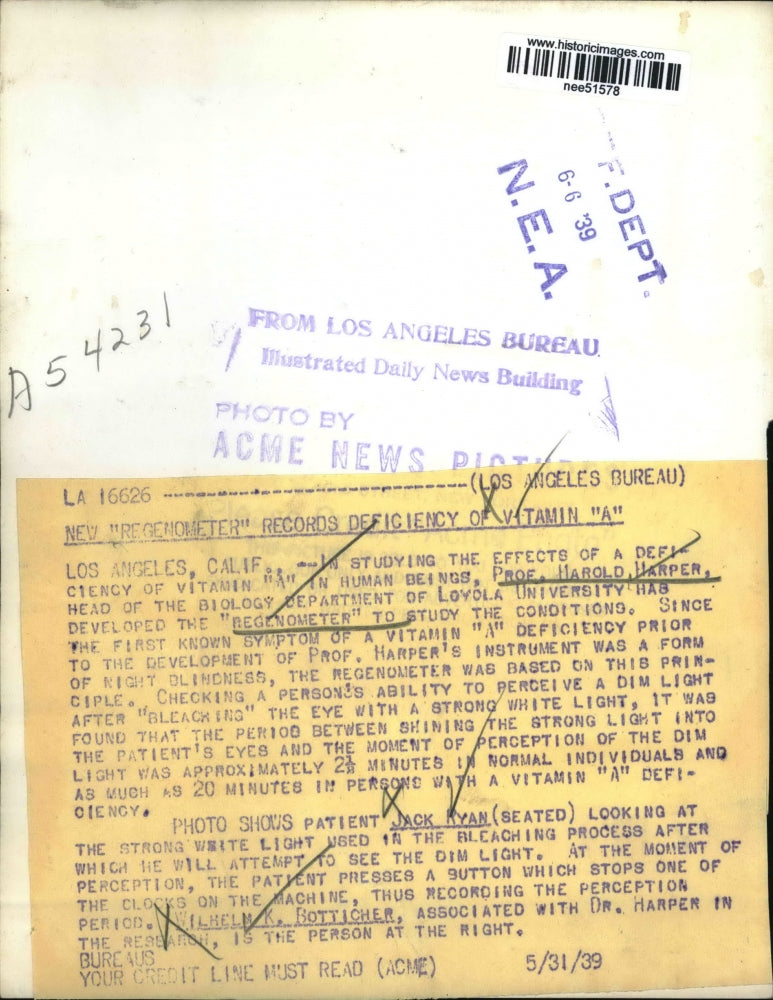 www.historicimages.com
nee51578
F. DEPT.
6-6 '39
N.E.A.
A54231
FROM LOS ANGELES BUREAU
Illustrated Daily News Building
PHOTO BY
ACME NEWS
LA 16626 ------------------------------(LOS ANGELES BUREAU)
NEW "REGENOMETER" RECORDS DEFICIENCY OF VITAMIN "A"
LOS ANGELES, CALIF., --IN STUDYING THE EFFECTS OF A DEFI-
CIENCY OF VITAMIN "A" IN HUMAN BEINGS, PROF. HAROLD HARPER,
HEAD OF THE BIOLOGY DEPARTMENT OF LOYOLA UNIVERSITY HAS
DEVELOPED THE "REGENOMETER" TO STUDY THE CONDITIONS. SINCE
THE FIRST KNOWN SYMPTOM OF A VITAMIN "A" DEFICIENCY PRIOR
TO THE DEVELOPMENT OF PROF. HARPER'S INSTRUMENT WAS A FORM
OF NIGHT BLINDNESS, THE REGENOMETER WAS BASED ON THIS PRIN-
CIPLE. CHECKING A PERSON'S ABILITY TO PERCEIVE A DIM LIGHT
AFTER "BLEACHING" THE EYE WITH A STRONG WHITE LIGHT, IT WAS
FOUND THAT THE PERIOD BETWEEN SHINING THE STRONG LIGHT INTO
THE PATIENT'S EYES AND THE MOMENT OF PERCEPTION OF THE DIM
LIGHT WAS APPROXIMATELY 2½ MINUTES IN NORMAL INDIVIDUALS AND
AS MUCH AS 20 MINUTES IN PERSONS WITH A VITAMIN "A" DEFI-
CIENCY.
PHOTO SHOWS PATIENT JACK RYAN (SEATED) LOOKING AT
THE STRONG WHITE LIGHT USED IN THE BLEACHING PROCESS AFTER
WHICH HE WILL ATTEMPT TO SEE THE DIM LIGHT. AT THE MOMENT OF
PERCEPTION, THE PATIENT PRESSES A BUTTON WHICH STOPS ONE OF
THE CLOCKS ON THE MACHINE, THUS RECORDING THE PERCEPTION
PERIOD. WILHELM K. BOTTICHER, ASSOCIATED WITH DR. HARPER IN
THE RESEARCH, IS THE PERSON AT THE RIGHT.
BUREAUS
YOUR CREDIT LINE MUST READ (ACME) 5/31/39